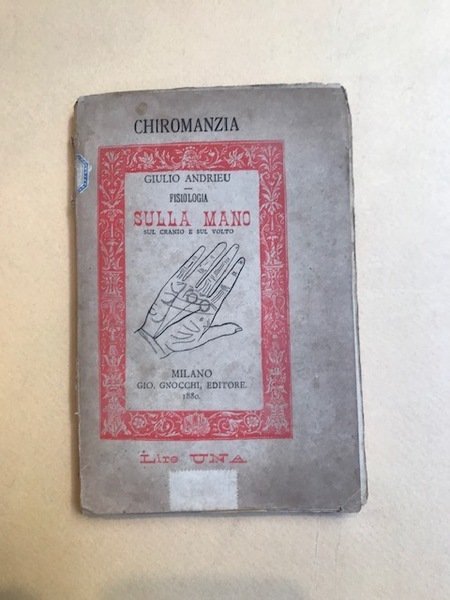 CHIROMANZIA
GIULIO ANDRIEU
FISIOLOGIA
SULLA MANO
SUL CRANIO E SUL VOLTO
MILANO
GIO. GNOCCHI, EDITORE.
1880.
Lire UNA